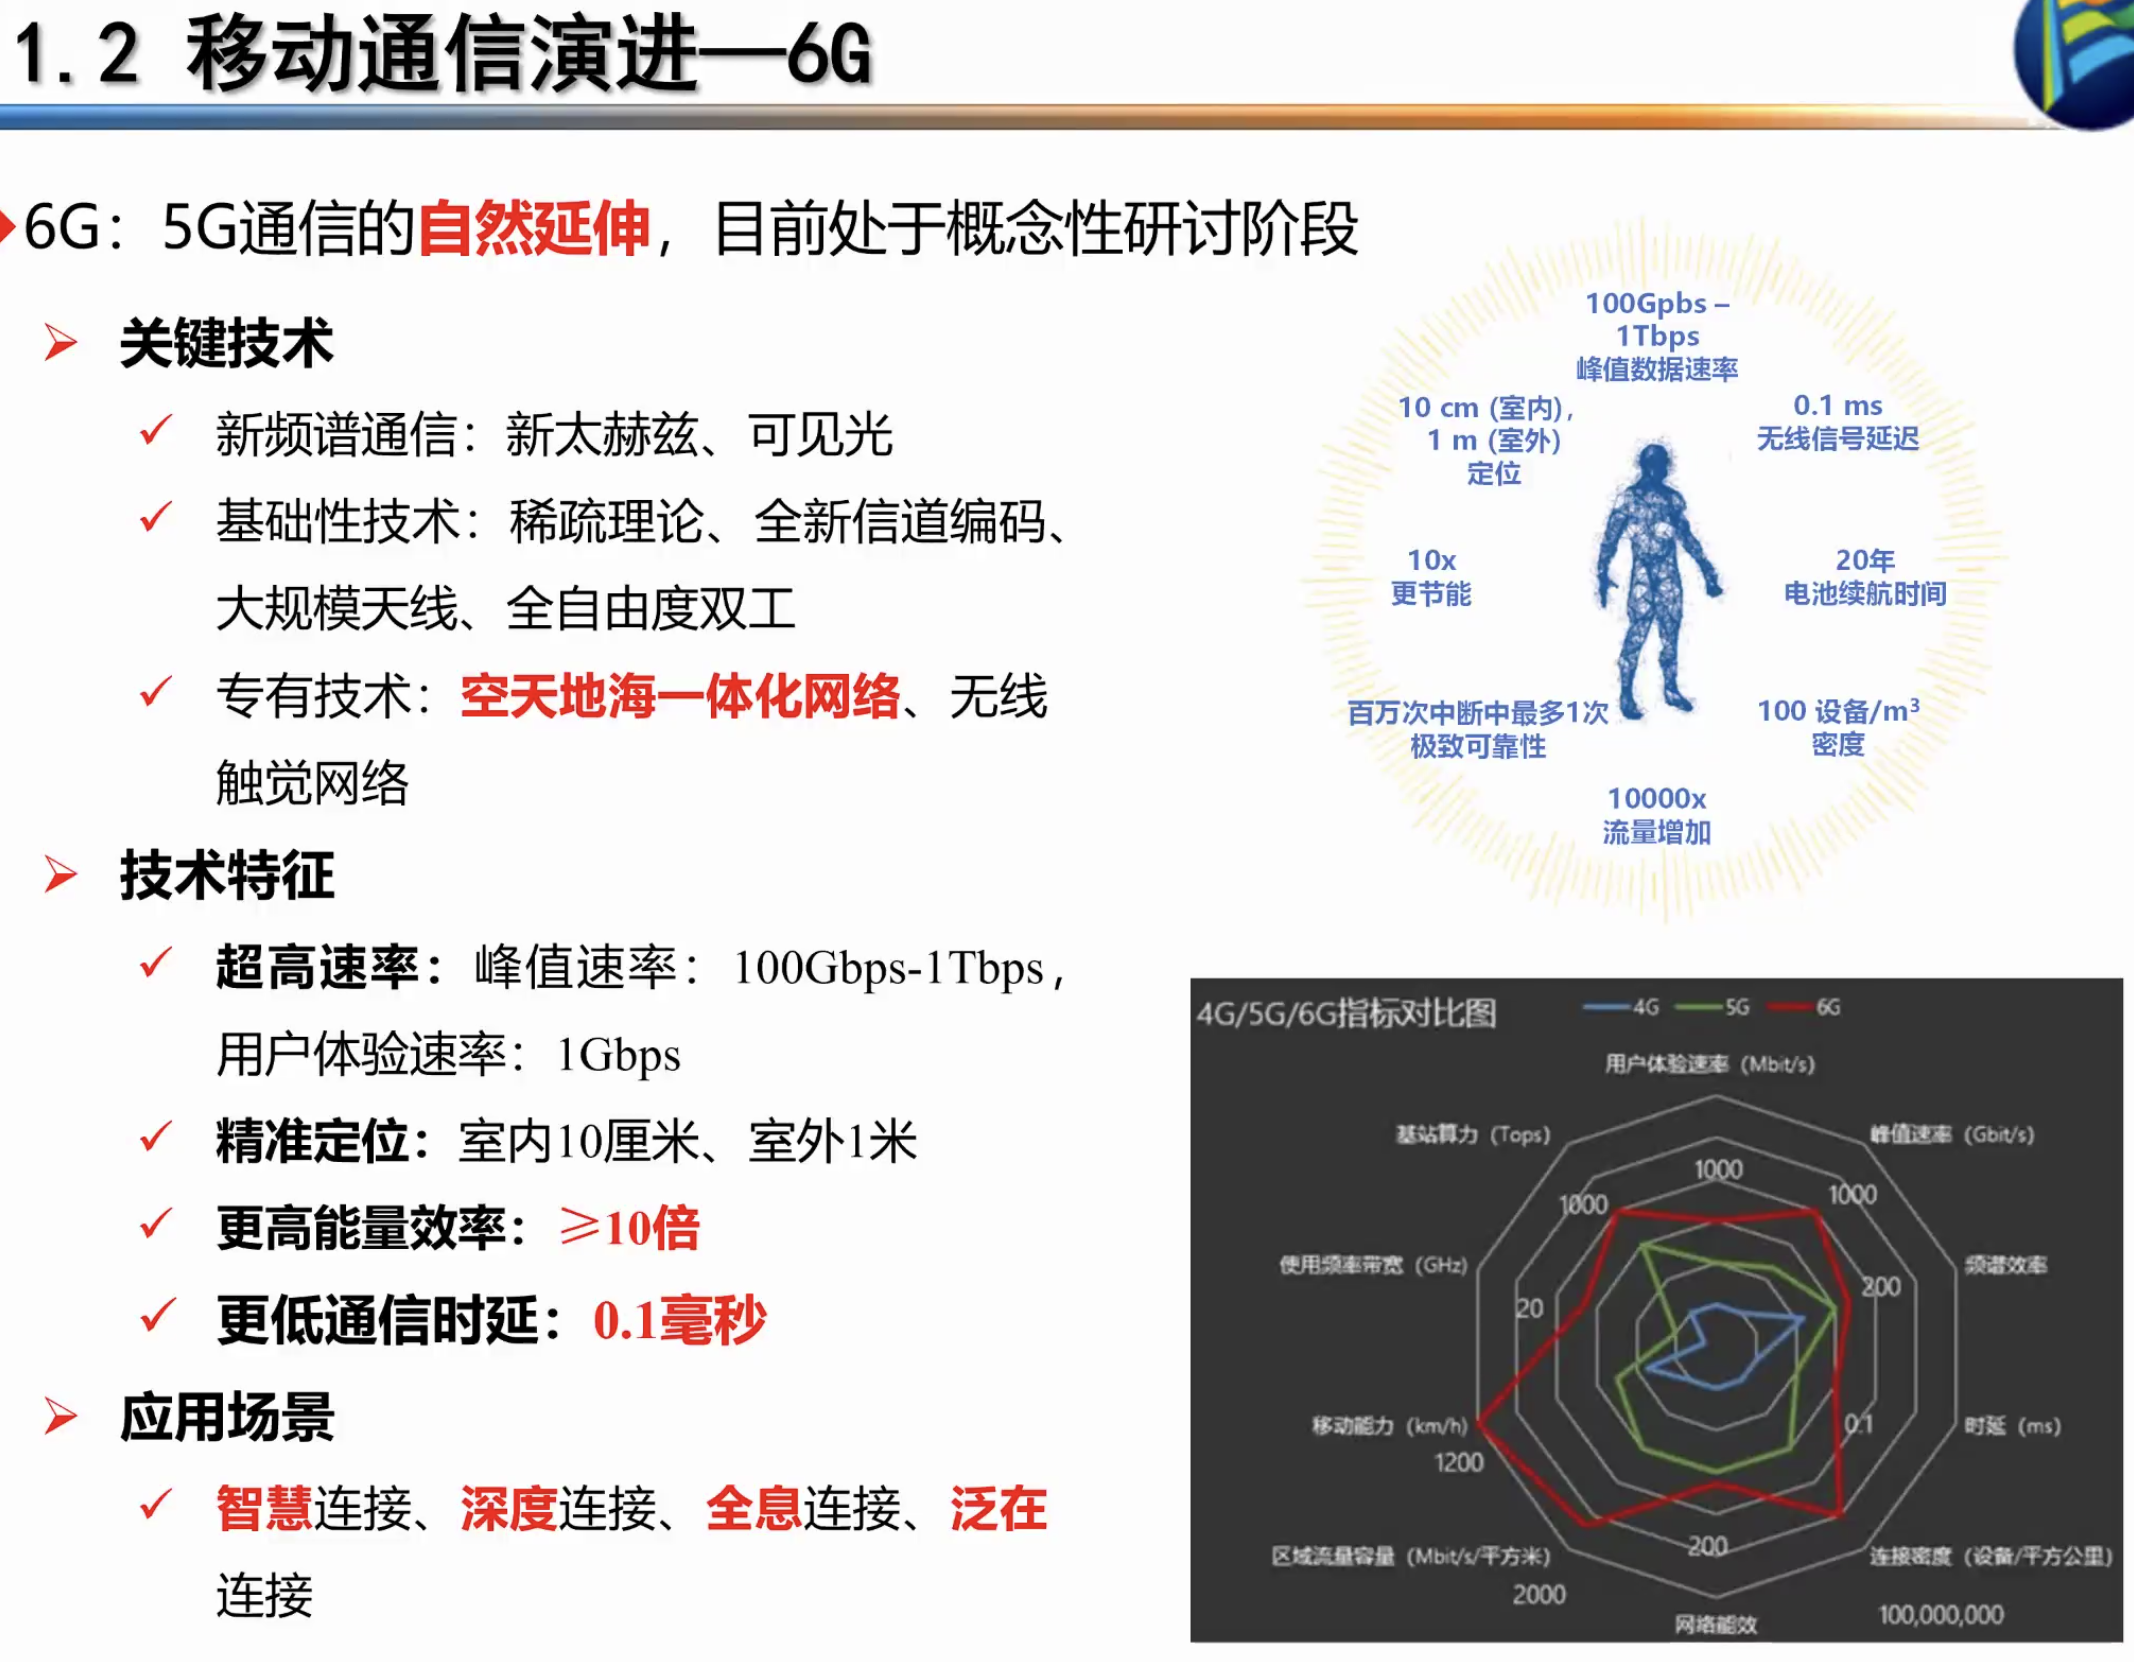 1.2 移动通信演进—6G
6G：5G通信的自然延伸，目前处于概念性研讨阶段
关键技术
新频谱通信：新太赫兹、可见光
基础性技术：稀疏理论、全新信道编码、
大规模天线、全自由度双工
专有技术：空天地海一体化网络、无线
触觉网络
技术特征
超高速率：峰值速率：100Gbps-1Tbps，
用户体验速率：1Gbps
精准定位：室内10厘米、室外1米
更高能量效率：≥10倍
更低通信时延：0.1毫秒
应用场景
智慧连接、深度连接、全息连接、泛在
连接
100Gpbs –
1Tbps
峰值数据速率
10 cm (室内),
1 m (室外)
定位
0.1 ms
无线信号延迟
10x
更节能
20年
电池续航时间
百万次中断中最多1次
极致可靠性
100 设备/m³
密度
10000x
流量增加
4G/5G/6G指标对比图
4G
5G
6G
用户体验速率（Mbit/s）
基站算力（Tops）
峰值速率（Gbit/s）
1000
1000
1000
使用频率带宽（GHz）
频谱效率
20
200
移动能力（km/h）
1200
0.1
时延（ms）
区域流量容量（Mbit/s/平方米）
2000
200
连接密度（设备/平方公里）
100,000,000
网络能效